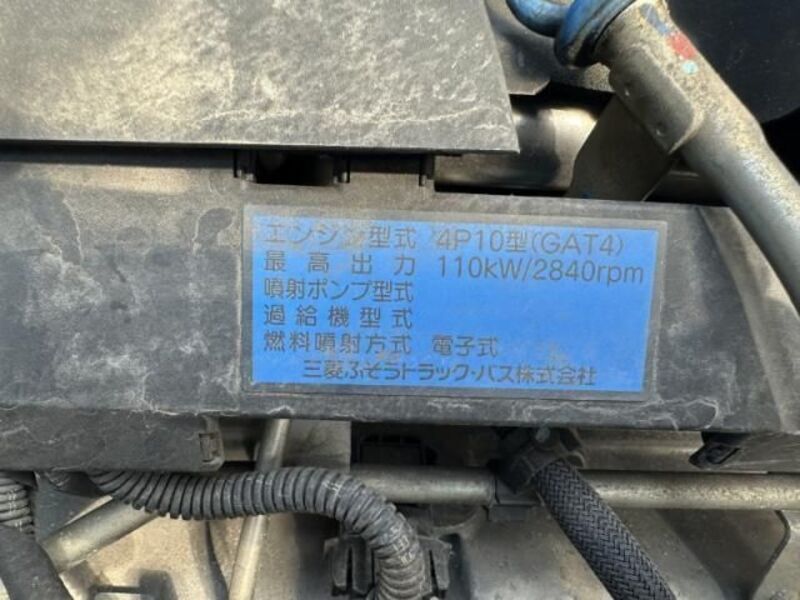 エンジン型式 4P10型(GAT4)
最高出力 110kW/2840rpm
噴射ポンプ型式
過給機型式
燃料噴射方式 電子式
三菱ふそうトラック・バス株式会社